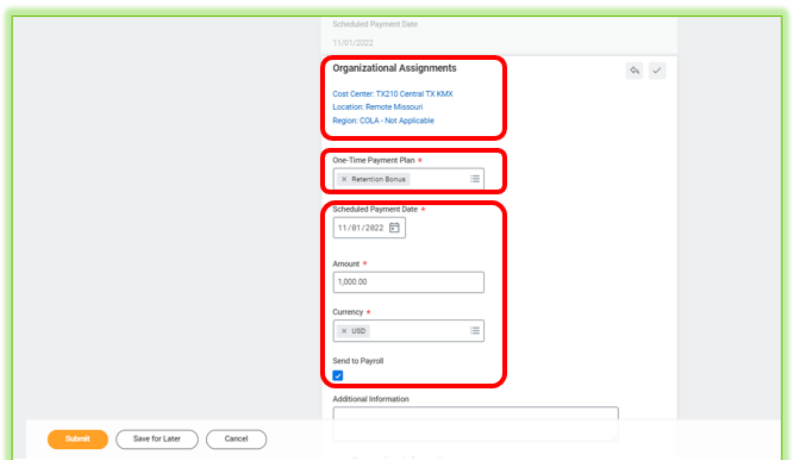 Scheduled Payment Date
11/01/2022
Organizational Assignments
Cost Center: TX210 Central TX KMX
Location: Remote Missouri
Region: COLA - Not Applicable
One-Time Payment Plan *
× Retention Bonus
Scheduled Payment Date *
11/01/2022
Amount *
1,000.00
Currency *
× USD
Send to Payroll
Additional Information
Submit Save for Later Cancel